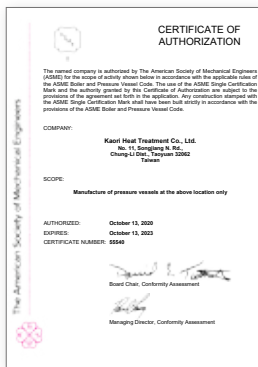 CERTIFICATE OF
AUTHORIZATION
The named company is authorized by The American Society of Mechanical Engineers
(ASME) for the scope of activity shown below in accordance with the applicable rules of
the ASME Boiler and Pressure Vessel Code. The use of the ASME Single Certification
Mark and the authority granted by this Certificate of Authorization are subject to the
provisions of the agreement set forth in the application. Any construction stamped with
the ASME Single Certification Mark shall have been built strictly in accordance with the
provisions of the ASME Boiler and Pressure Vessel Code.
COMPANY:
Kaori Heat Treatment Co., Ltd.
No. 11, Songjiang N. Rd.,
Chung-Li Dist., Taoyuan 32062
Taiwan
SCOPE:
Manufacture of pressure vessels at the above location only
AUTHORIZED: October 13, 2020
EXPIRES: October 13, 2023
CERTIFICATE NUMBER: 55540
Board Chair, Conformity Assessment
Managing Director, Conformity Assessment
The American Society of Mechanical Engineers